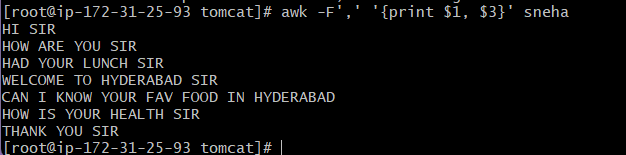 [root@ip-172-31-25-93 tomcat]# awk -F',' '{print $1, $3}' sneha
HI SIR
HOW ARE YOU SIR
HAD YOUR LUNCH SIR
WELCOME TO HYDERABAD SIR
CAN I KNOW YOUR FAV FOOD IN HYDERABAD
HOW IS YOUR HEALTH SIR
THANK YOU SIR
[root@ip-172-31-25-93 tomcat]#